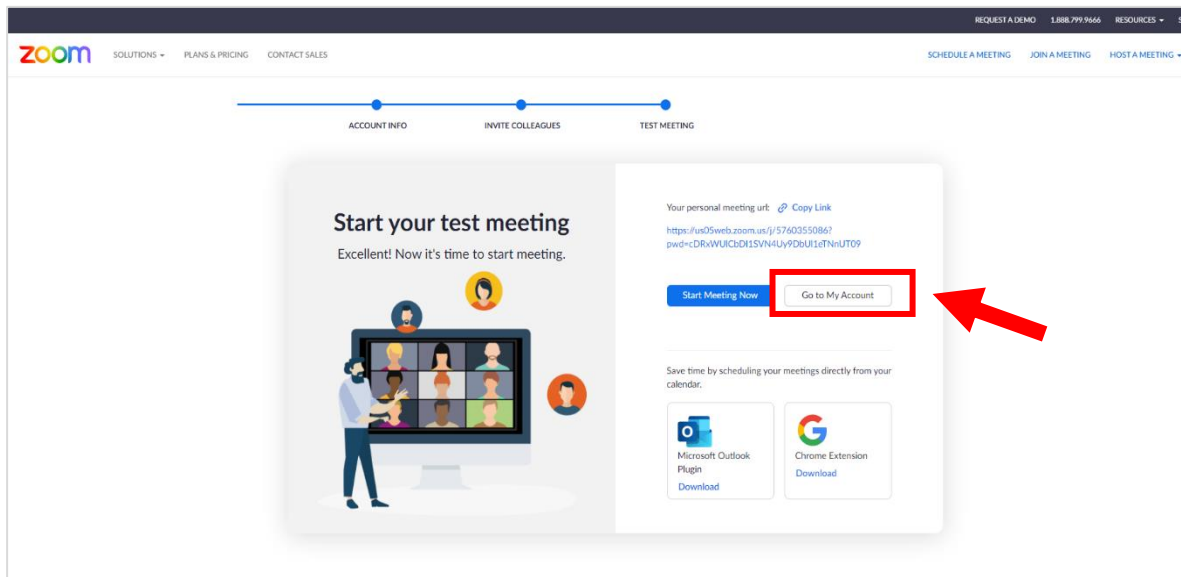 REQUEST A DEMO 1.888.799.9666 RESOURCES S
zoom SOLUTIONS PLANS & PRICING CONTACT SALES SCHEDULE A MEETING JOIN A MEETING HOST A MEETING
ACCOUNT INFO INVITE COLLEAGUES TEST MEETING
Start your test meeting
Excellent! Now it's time to start meeting.
Your personal meeting url: Copy Link
https://us05web.zoom.us/j/5760355086?
pwd=cDRxWUlCbDI1SVN4Uy9DbUI1eTNnUT09
Start Meeting Now Go to My Account
Save time by scheduling your meetings directly from your
calendar.
Microsoft Outlook
Plugin
Download
Chrome Extension
Download